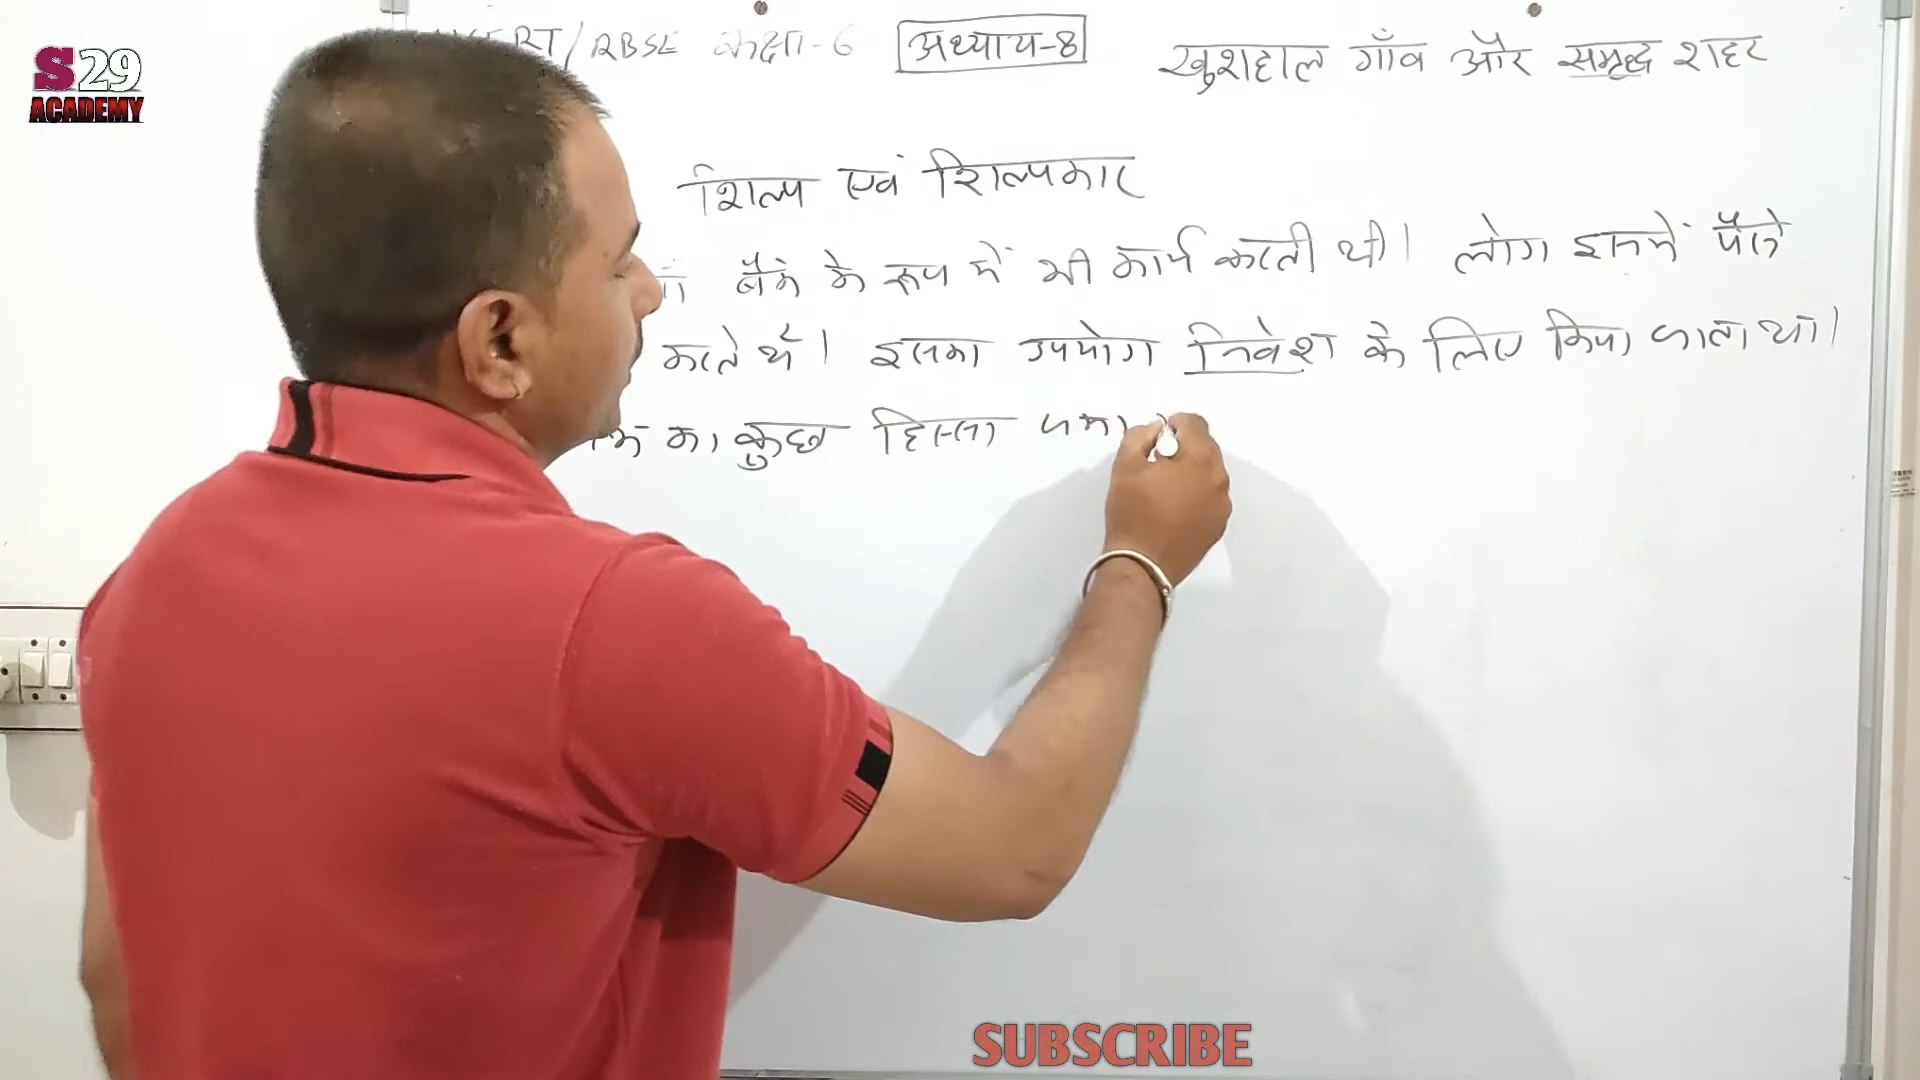 S29
ACADEMY
/RBSE कक्षा-6 अध्याय-8 खुशहाल गाँव और समृद्ध शहर
शिल्प एवं शिल्पकार
बैंक के रूप में भी कार्य करती थी। लोग इनमें पैसे
करते थे। इसका उपयोग निवेश के लिए किया जाता था।
का कुछ हिस्सा जमा
SUBSCRIBE